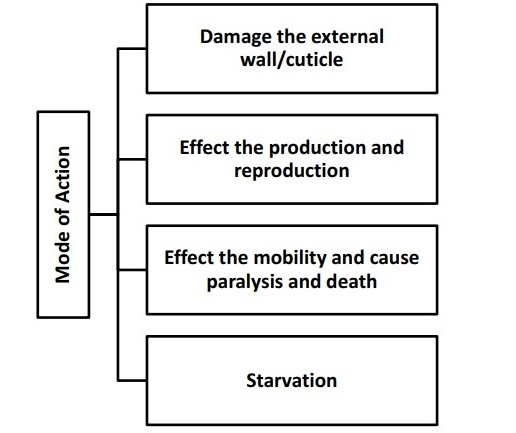 Mode of Action
Damage the external
wall/cuticle
Effect the production and
reproduction
Effect the mobility and cause
paralysis and death
Starvation